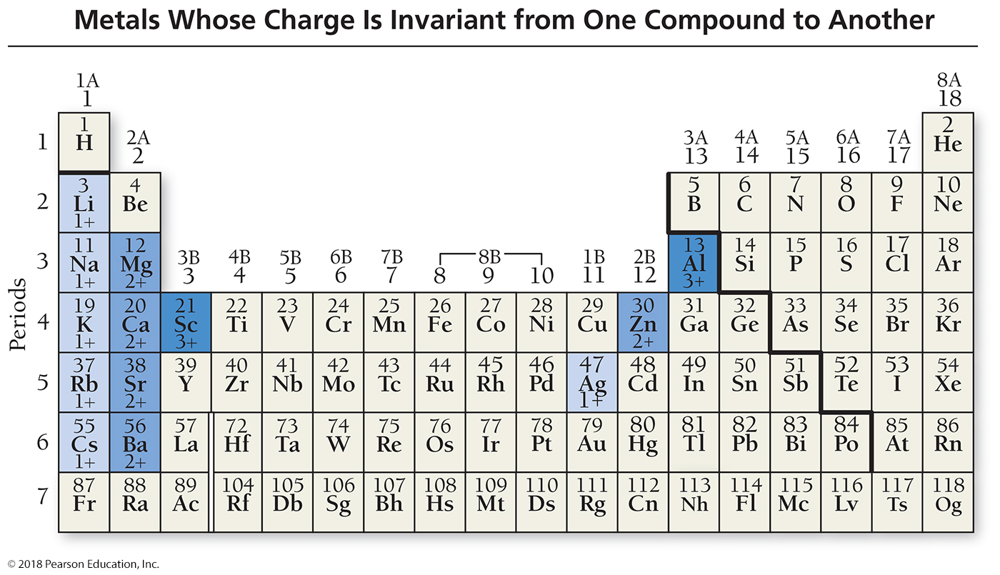 Metals Whose Charge Is Invariant from One Compound to Another
1A 8A
1 18
1 2
1 H He
2A 3A 4A 5A 6A 7A
2 13 14 15 16 17
3 4 5 6 7 8 9 10
2 Li Be B C N O F Ne
1+
11 12 13 14 15 16 17 18
3 Na Mg 3B 4B 5B 6B 7B 8B 1B 2B Al Si P S Cl Ar
1+ 2+ 3 4 5 6 7 8 9 10 11 12 3+
19 20 21 22 23 24 25 26 27 28 29 30 31 32 33 34 35 36
4 K Ca Sc Ti V Cr Mn Fe Co Ni Cu Zn Ga Ge As Se Br Kr
1+ 2+ 3+ 2+
37 38 39 40 41 42 43 44 45 46 47 48 49 50 51 52 53 54
5 Rb Sr Y Zr Nb Mo Tc Ru Rh Pd Ag Cd In Sn Sb Te I Xe
1+ 2+ 1+
55 56 57 72 73 74 75 76 77 78 79 80 81 82 83 84 85 86
6 Cs Ba La Hf Ta W Re Os Ir Pt Au Hg Tl Pb Bi Po At Rn
1+ 2+
87 88 89 104 105 106 107 108 109 110 111 112 113 114 115 116 117 118
7 Fr Ra Ac Rf Db Sg Bh Hs Mt Ds Rg Cn Nh Fl Mc Lv Ts Og
Periods
© 2018 Pearson Education, Inc.